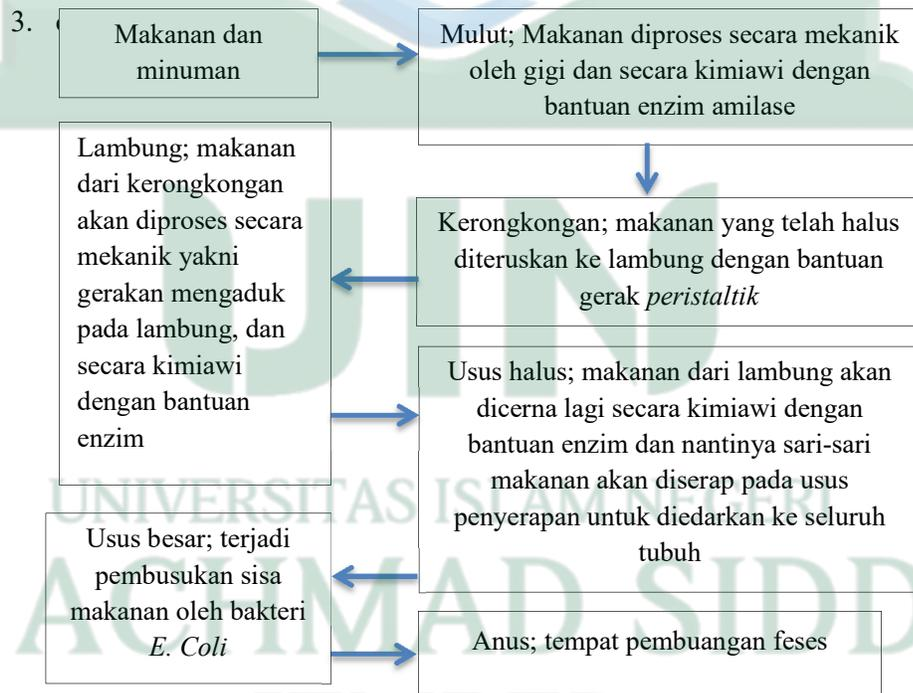 3.
Makanan dan
minuman
Mulut; Makanan diproses secara mekanik
oleh gigi dan secara kimiawi dengan
bantuan enzim amilase
Kerongkongan; makanan yang telah halus
diteruskan ke lambung dengan bantuan
gerak peristaltik
Lambung; makanan
dari kerongkongan
akan diproses secara
mekanik yakni
gerakan mengaduk
pada lambung, dan
secara kimiawi
dengan bantuan
enzim
Usus halus; makanan dari lambung akan
dicerna lagi secara kimiawi dengan
bantuan enzim dan nantinya sari-sari
makanan akan diserap pada usus
penyerapan untuk diedarkan ke seluruh
tubuh
Usus besar; terjadi
pembusukan sisa
makanan oleh bakteri
E. Coli
Anus; tempat pembuangan feses
UIN
UNIVERSITAS ISLAM NEGERI
ACHMAD SIDD